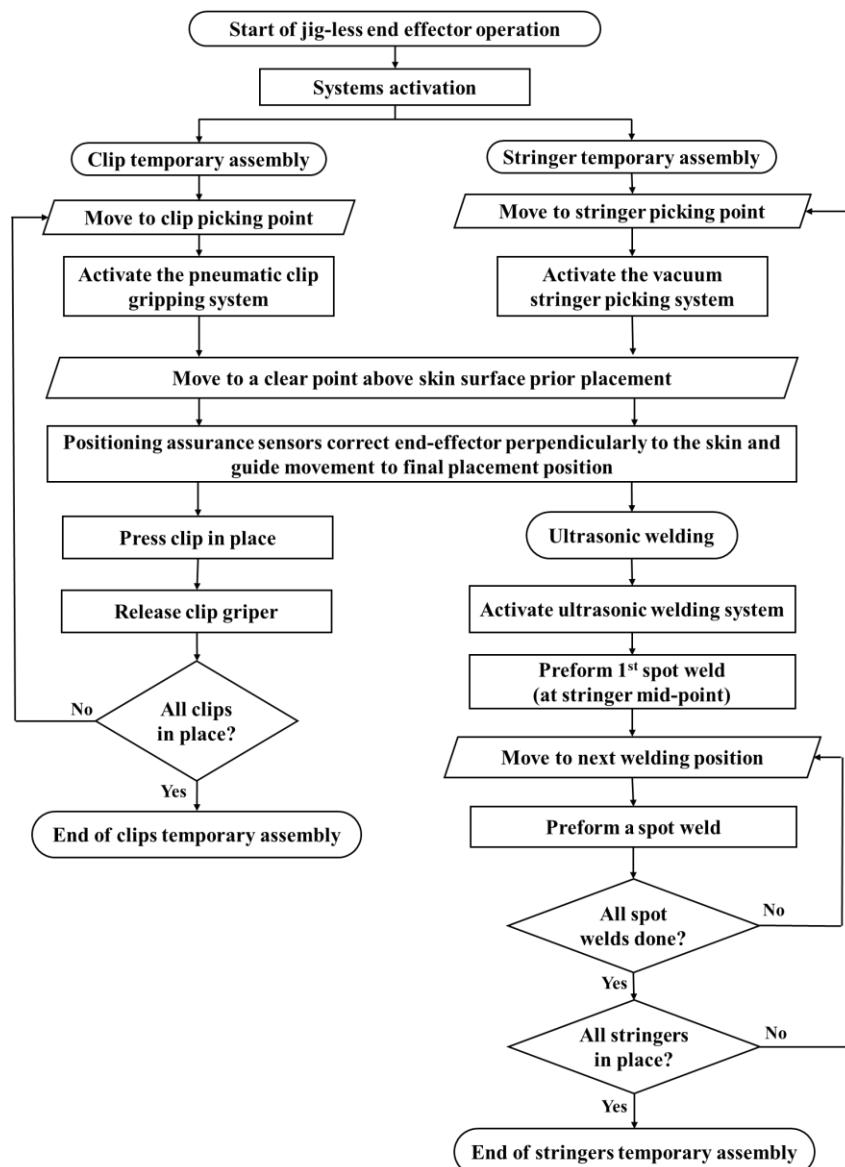 Start of jig-less end effector operation
Systems activation
Clip temporary assembly
Stringer temporary assembly
Move to clip picking point
Move to stringer picking point
Activate the pneumatic clip
gripping system
Activate the vacuum
stringer picking system
Move to a clear point above skin surface prior placement
Positioning assurance sensors correct end-effector perpendicularly to the skin and
guide movement to final placement position
Press clip in place
Ultrasonic welding
Release clip griper
Activate ultrasonic welding system
Preform 1st spot weld
(at stringer mid-point)
No
All clips
in place?
Move to next welding position
Yes
End of clips temporary assembly
Preform a spot weld
All spot
welds done?
No
Yes
All stringers
in place?
No
Yes
End of stringers temporary assembly